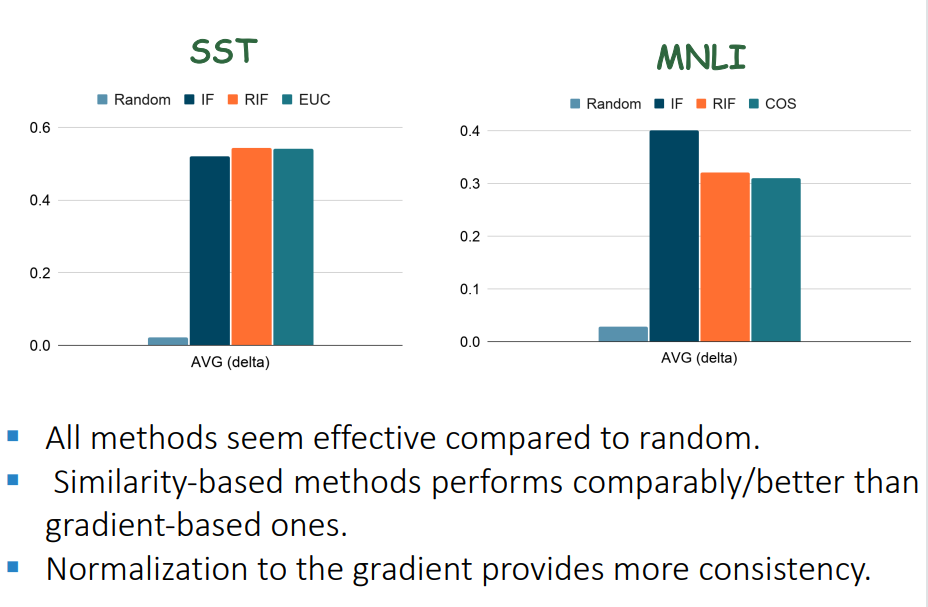 SST
Random IF RIF EUC
0.6
0.4
0.2
0.0
AVG (delta)
MNLI
Random IF RIF COS
0.4
0.3
0.2
0.1
0.0
AVG (delta)
All methods seem effective compared to random.
Similarity-based methods performs comparably/better than
gradient-based ones.
Normalization to the gradient provides more consistency.